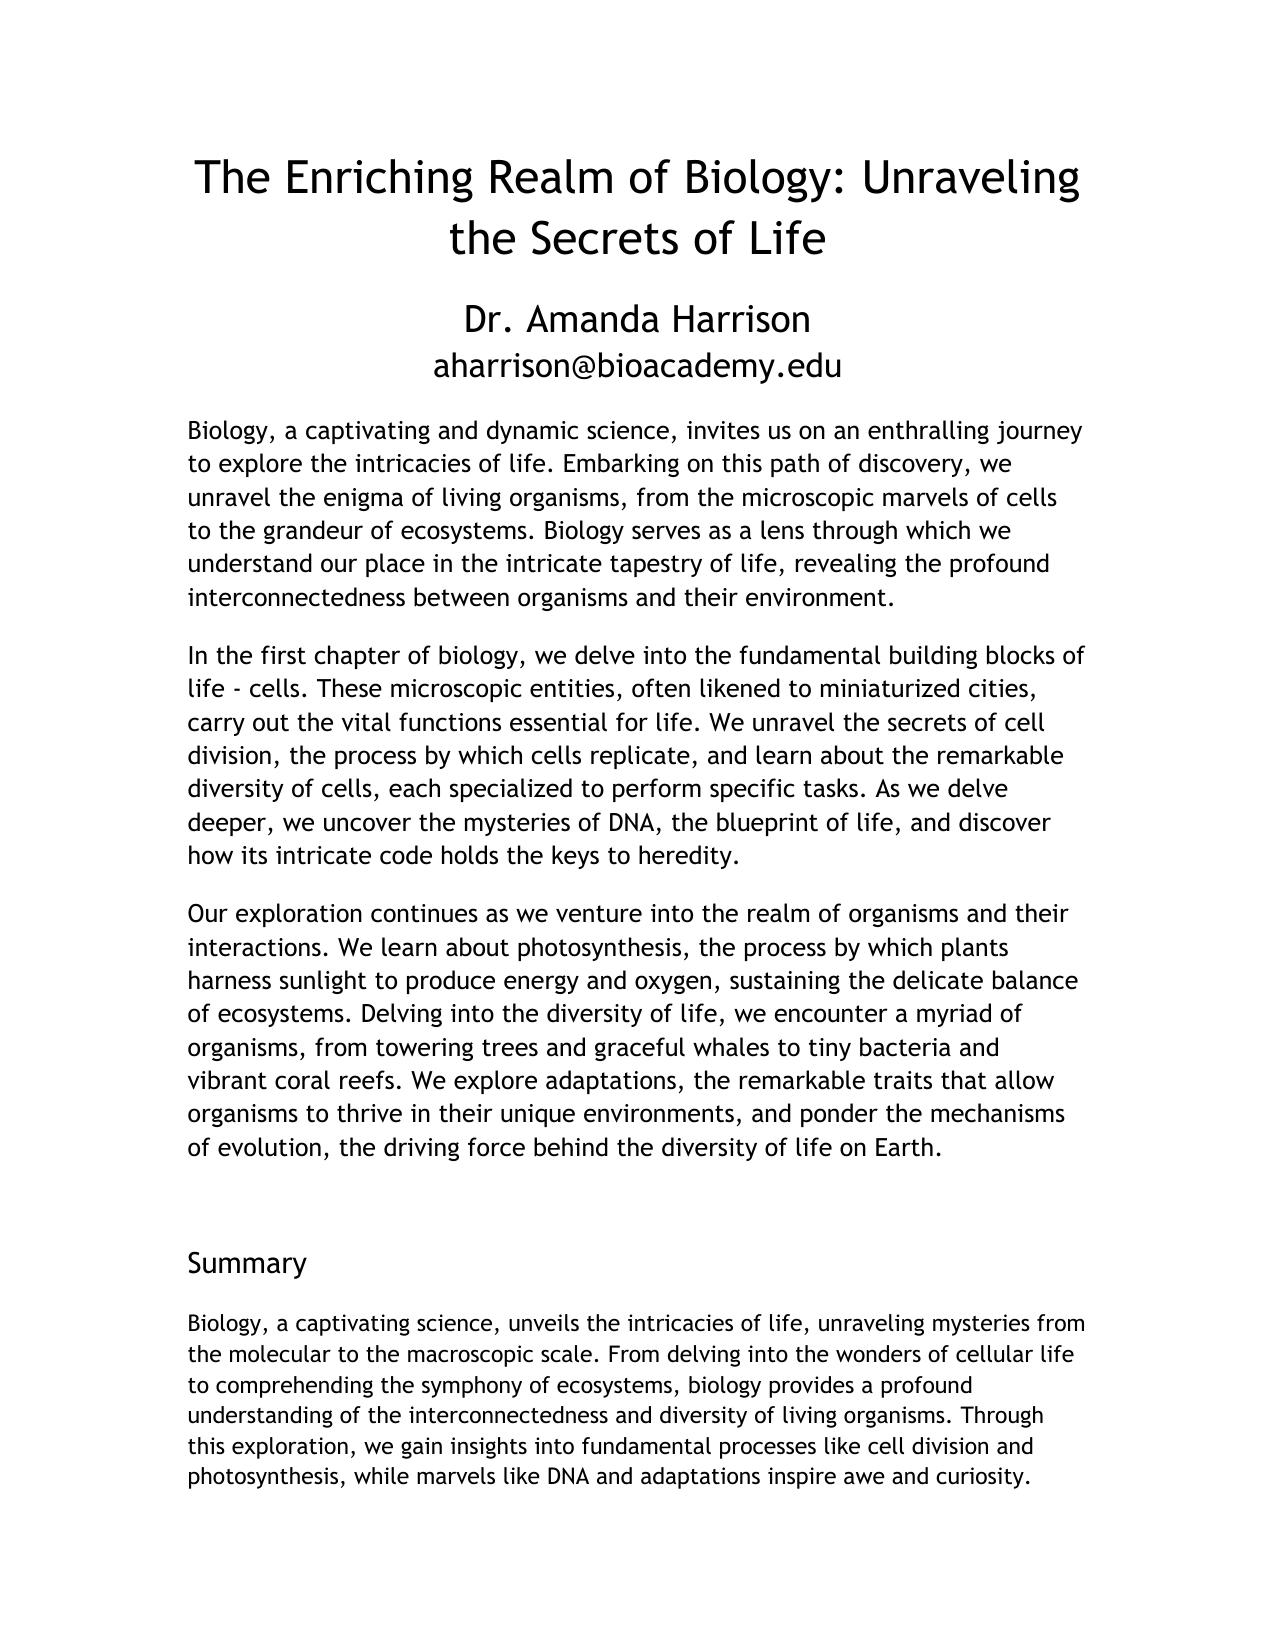 The Enriching Realm of Biology: Unraveling
the Secrets of Life
Dr. Amanda Harrison
aharrison@bioacademy.edu
Biology, a captivating and dynamic science, invites us on an enthralling journey
to explore the intricacies of life. Embarking on this path of discovery, we
unravel the enigma of living organisms, from the microscopic marvels of cells
to the grandeur of ecosystems. Biology serves as a lens through which we
understand our place in the intricate tapestry of life, revealing the profound
interconnectedness between organisms and their environment.
In the first chapter of biology, we delve into the fundamental building blocks of
life - cells. These microscopic entities, often likened to miniaturized cities,
carry out the vital functions essential for life. We unravel the secrets of cell
division, the process by which cells replicate, and learn about the remarkable
diversity of cells, each specialized to perform specific tasks. As we delve
deeper, we uncover the mysteries of DNA, the blueprint of life, and discover
how its intricate code holds the keys to heredity.
Our exploration continues as we venture into the realm of organisms and their
interactions. We learn about photosynthesis, the process by which plants
harness sunlight to produce energy and oxygen, sustaining the delicate balance
of ecosystems. Delving into the diversity of life, we encounter a myriad of
organisms, from towering trees and graceful whales to tiny bacteria and
vibrant coral reefs. We explore adaptations, the remarkable traits that allow
organisms to thrive in their unique environments, and ponder the mechanisms
of evolution, the driving force behind the diversity of life on Earth.
Summary
Biology, a captivating science, unveils the intricacies of life, unraveling mysteries from
the molecular to the macroscopic scale. From delving into the wonders of cellular life
to comprehending the symphony of ecosystems, biology provides a profound
understanding of the interconnectedness and diversity of living organisms. Through
this exploration, we gain insights into fundamental processes like cell division and
photosynthesis, while marvels like DNA and adaptations inspire awe and curiosity.